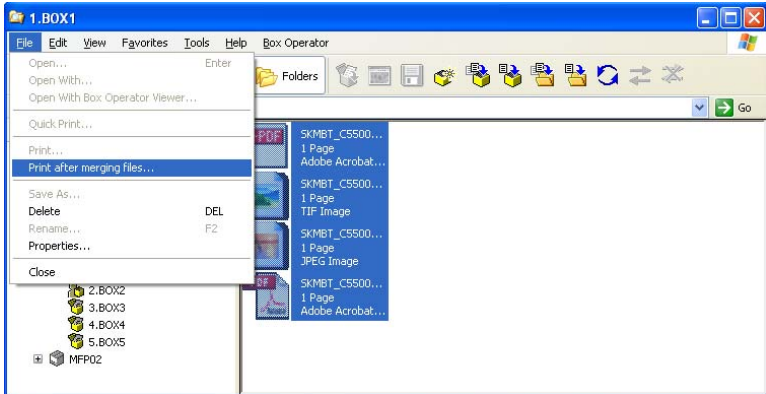 1.BOX1
File Edit View Favorites Tools Help Box Operator
Open... Enter
Open With...
Open With Box Operator Viewer...
Quick Print...
Print...
Print after merging files...
Save As...
Delete DEL
Rename... F2
Properties...
Close
Folders
Go
PDF
SKMBT_C5500...
1 Page
Adobe Acrobat...
SKMBT_C5500...
1 Page
TIF Image
SKMBT_C5500...
1 Page
JPEG Image
SKMBT_C5500...
1 Page
Adobe Acrobat...
2.BOX2
3.BOX3
4.BOX4
5.BOX5
MFP02